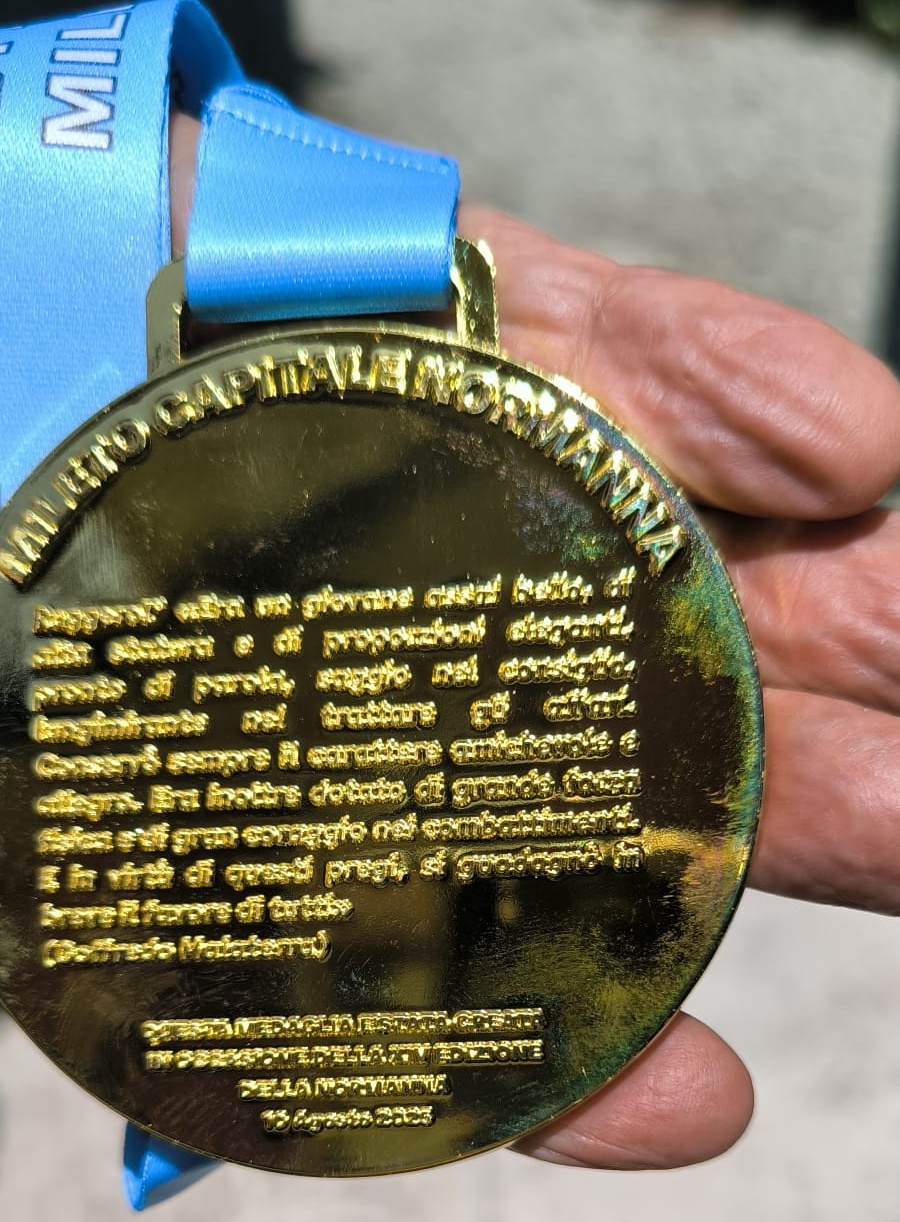 MIL
MILETO CAPITALE NORMANNA
Ruggero I° era un giovane assai bello, di
alta statura e di proporzioni eleganti,
pronto di parola, saggio nel consiglio,
lungimirante nel trattare gli affari.
Conservò sempre il carattere amichevole e
allegro. Era inoltre dotato di grande forza
fisica e di gran coraggio nei combattimenti.
E in virtù di questi pregi, si guadagnò in
breve il favore di tutti»
(Goffredo Malaterra)
QUESTA MEDAGLIA È STATA CREATA
IN OCCASIONE DELLA XIV EDIZIONE
DELLA NORMANNA
16 Agosto 2025